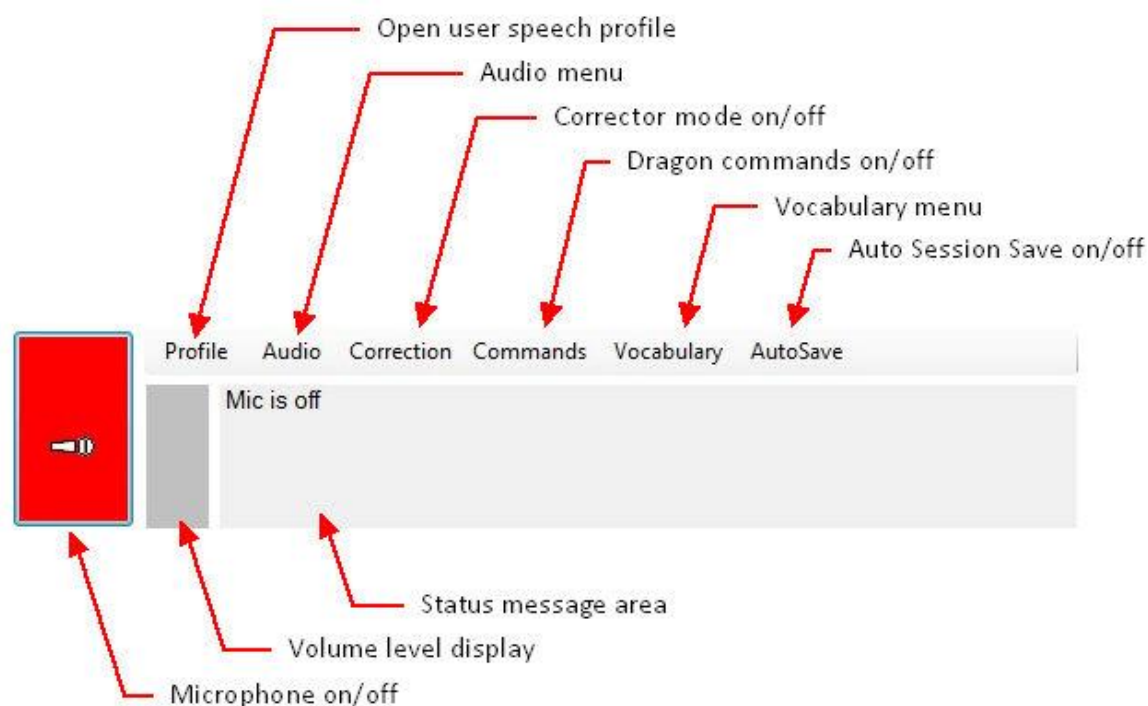 Open user speech profile
Audio menu
Corrector mode on/off
Dragon commands on/off
Vocabulary menu
Auto Session Save on/off
Profile Audio Correction Commands Vocabulary AutoSave
Mic is off
Status message area
Volume level display
Microphone on/off